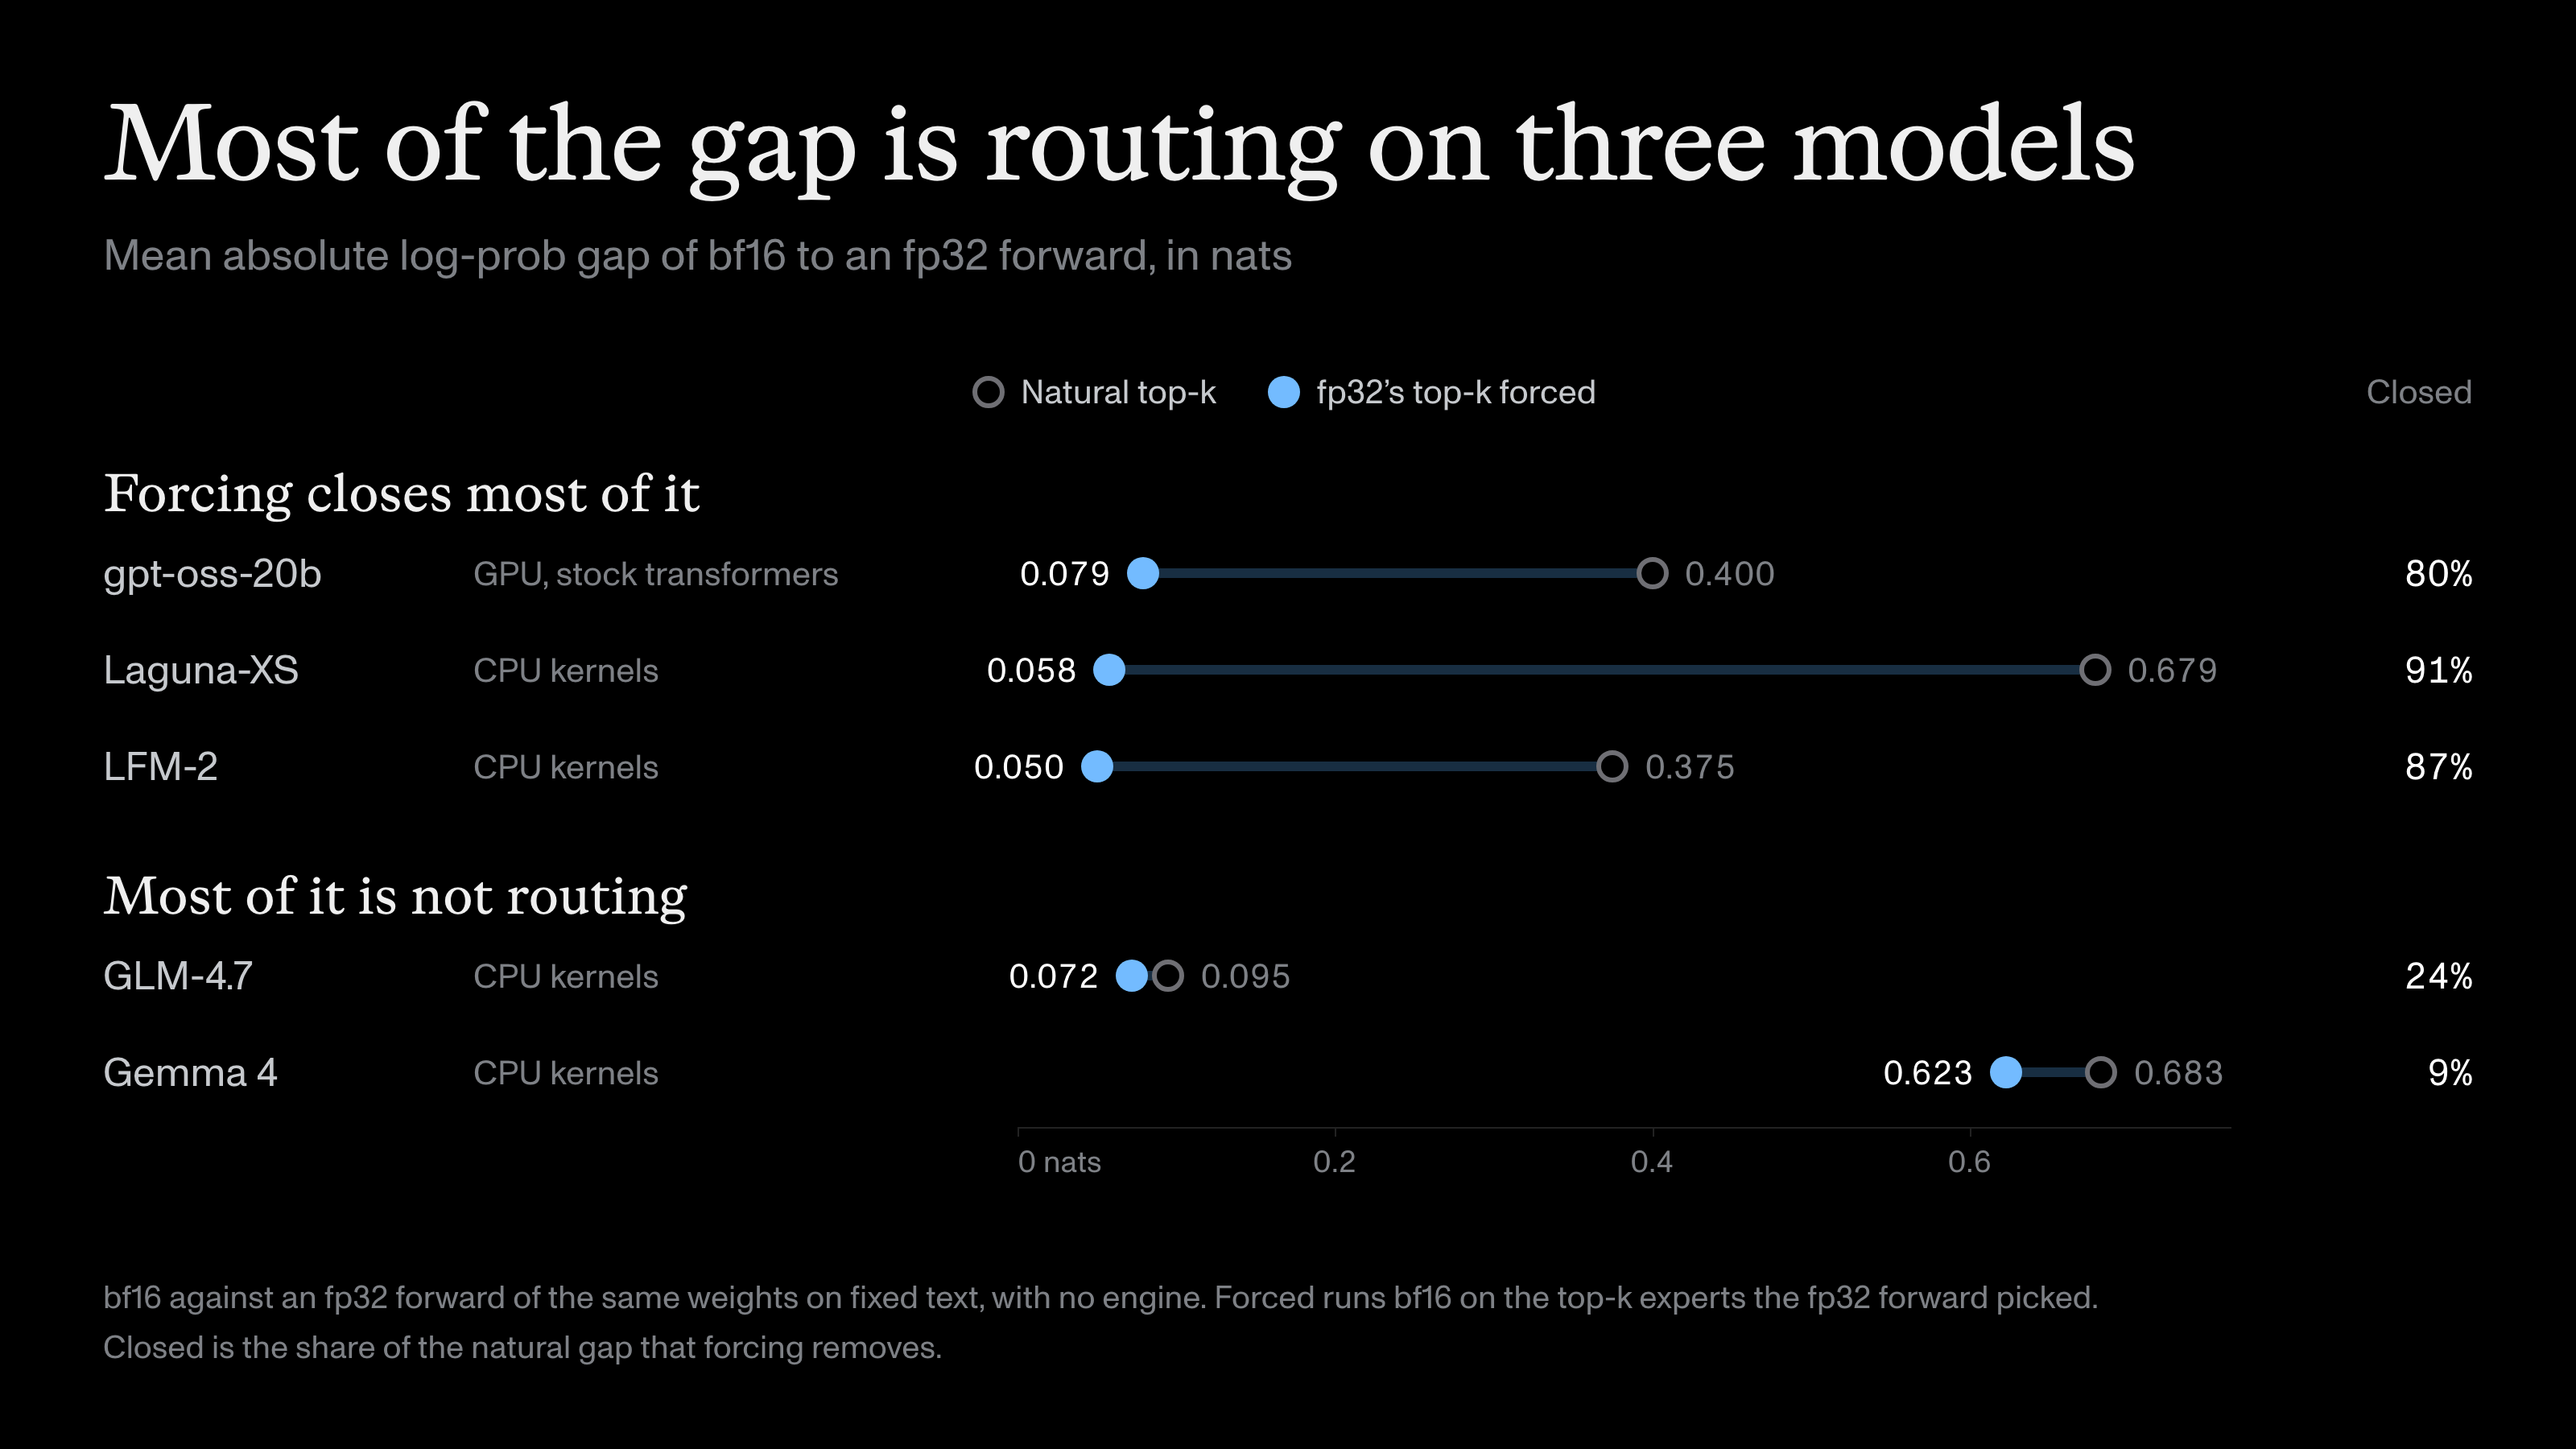 Most of the gap is routing on three models
Mean absolute log-prob gap of bf16 to an fp32 forward, in nats
Natural top-k fp32’s top-k forced Closed
Forcing closes most of it
gpt-oss-20b GPU, stock transformers 0.079 0.400 80%
Laguna-XS CPU kernels 0.058 0.679 91%
LFM-2 CPU kernels 0.050 0.375 87%
Most of it is not routing
GLM-4.7 CPU kernels 0.072 0.095 24%
Gemma 4 CPU kernels 0.623 0.683 9%
0 nats 0.2 0.4 0.6
bf16 against an fp32 forward of the same weights on fixed text, with no engine. Forced runs bf16 on the top-k experts the fp32 forward picked.
Closed is the share of the natural gap that forcing removes.